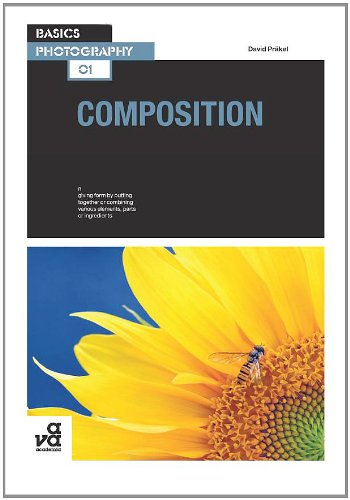 BASICS
PHOTOGRAPHY
01
David Präkel
COMPOSITION
n
giving form by putting
together or combining
various elements, parts
or ingredients
ava
academia